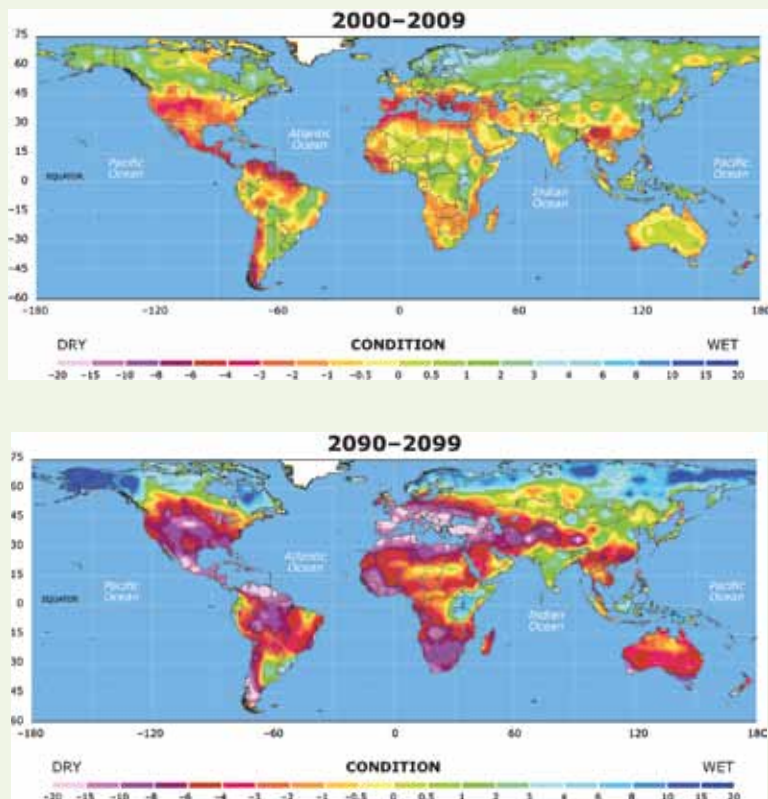 2000–2009
75
60
45
30
15
0
−15
−30
−45
−60
EQUATOR
Pacific Ocean
Atlantic Ocean
Indian Ocean
Pacific Ocean
−180 −120 −60 0 60 120 180
DRY CONDITION WET
−20 −15 −10 −8 −6 −4 −3 −2 −1 −0.5 0 0.5 1 2 3 4 6 8 10 15 20
2090–2099
75
60
45
30
15
0
15
30
45
60
EQUATOR
Pacific Ocean
Atlantic Ocean
Indian Ocean
Pacific Ocean
−180 −120 −60 0 60 120 180
DRY CONDITION WET
−20 −15 −10 −8 −6 −4 −3 −2 −1 −0.5 0 0.5 1 2 3 4 6 8 10 15 20